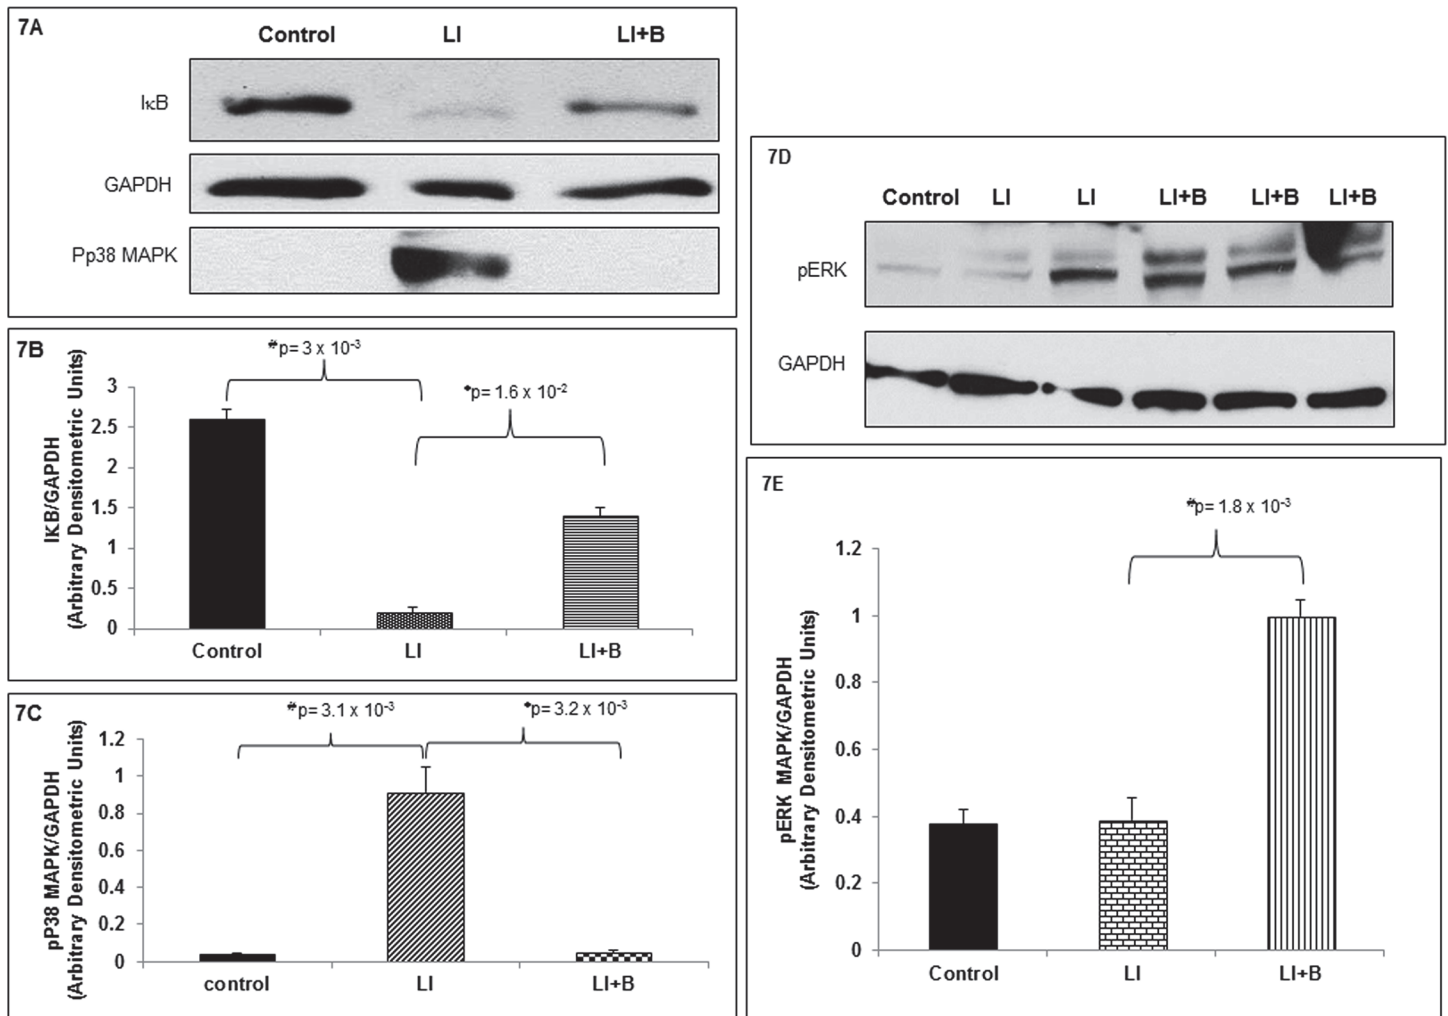 7A
Control LI LI+B
IκB
GAPDH
Pp38 MAPK
7B
*p= 3 x 10-3
*p= 1.6 x 10-2
IKB/GAPDH
(Arbitrary Densitometric Units)
3
2.5
2
1.5
1
0.5
0
Control LI LI+B
7C
*p= 3.1 x 10-3
*p= 3.2 x 10-3
pP38 MAPK/GAPDH
(Arbitrary Densitometric Units)
1.2
1
0.8
0.6
0.4
0.2
0
control LI LI+B
7D
Control LI LI LI+B LI+B LI+B
pERK
GAPDH
7E
*p= 1.8 x 10-3
pERK MAPK/GAPDH
(Arbitrary Densitometric Units)
1.2
1
0.8
0.6
0.4
0.2
0
Control LI LI+B